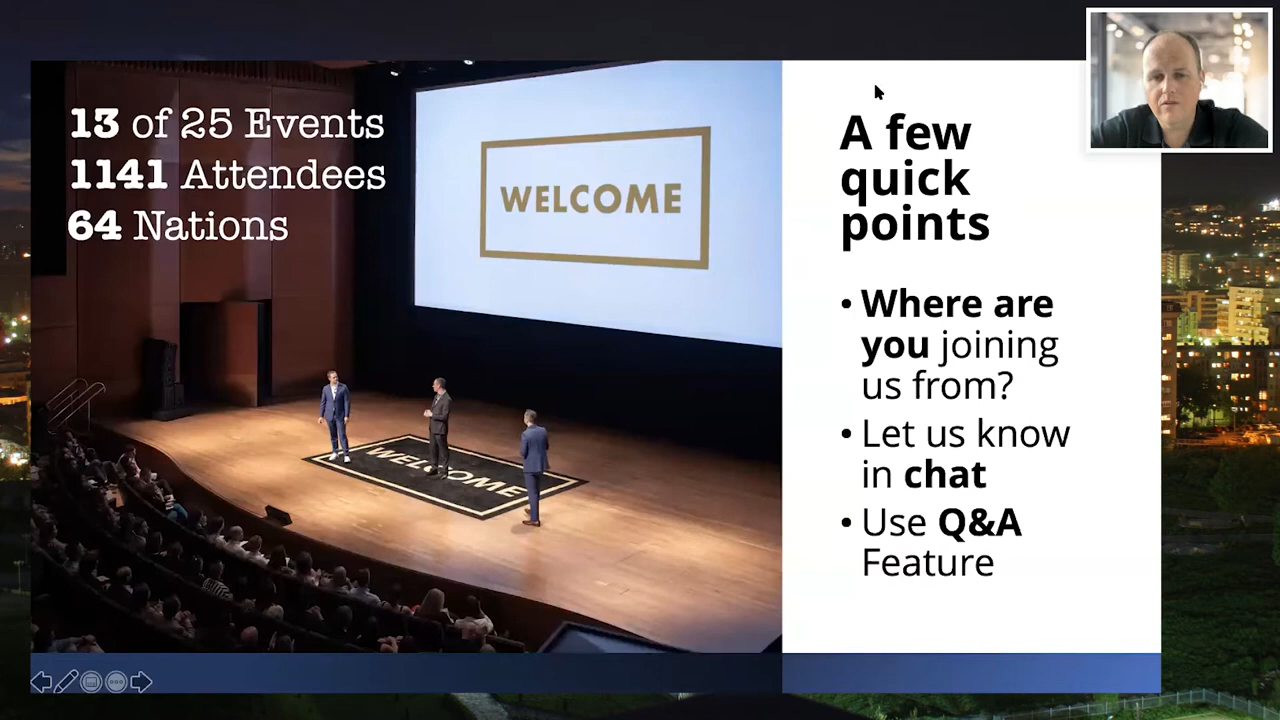 13 of 25 Events
1141 Attendees
64 Nations
WELCOME
WELCOME
A few
quick
points
• Where are
you joining
us from?
• Let us know
in chat
• Use Q&A
Feature